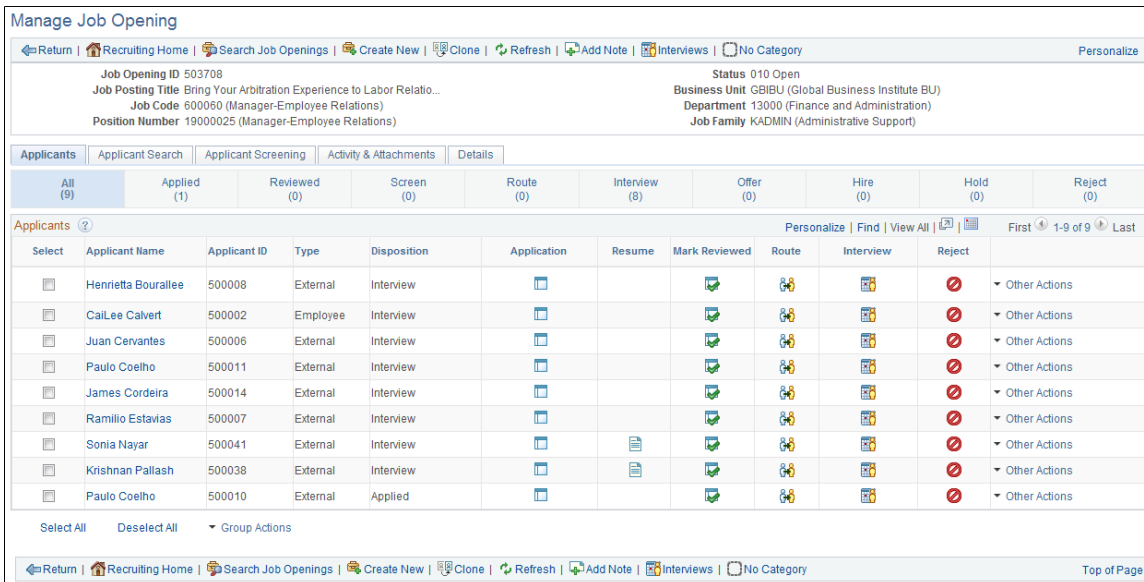 Manage Job Opening
Return | Recruiting Home | Search Job Openings | Create New | Clone | Refresh | Add Note | Interviews | No Category Personalize
Job Opening ID 503708 Status 010 Open
Job Posting Title Bring Your Arbitration Experience to Labor Relatio... Business Unit GBIBU (Global Business Institute BU)
Job Code 600060 (Manager-Employee Relations) Department 13000 (Finance and Administration)
Position Number 19000025 (Manager-Employee Relations) Job Family KADMIN (Administrative Support)
Applicants Applicant Search Applicant Screening Activity & Attachments Details
All Applied Reviewed Screen Route Interview Offer Hire Hold Reject
(9) (1) (0) (0) (0) (8) (0) (0) (0) (0)
Applicants Personalize | Find | View All | | First 1-9 of 9 Last
Select Applicant Name Applicant ID Type Disposition Application Resume Mark Reviewed Route Interview Reject
Henrietta Bourallee 500008 External Interview Other Actions
CaiLee Calvert 500002 Employee Interview Other Actions
Juan Cervantes 500006 External Interview Other Actions
Paulo Coelho 500011 External Interview Other Actions
James Cordeira 500014 External Interview Other Actions
Ramilio Estavias 500007 External Interview Other Actions
Sonia Nayar 500041 External Interview Other Actions
Krishnan Pallash 500038 External Interview Other Actions
Paulo Coelho 500010 External Applied Other Actions
Select All Deselect All Group Actions
Return | Recruiting Home | Search Job Openings | Create New | Clone | Refresh | Add Note | Interviews | No Category Top of Page